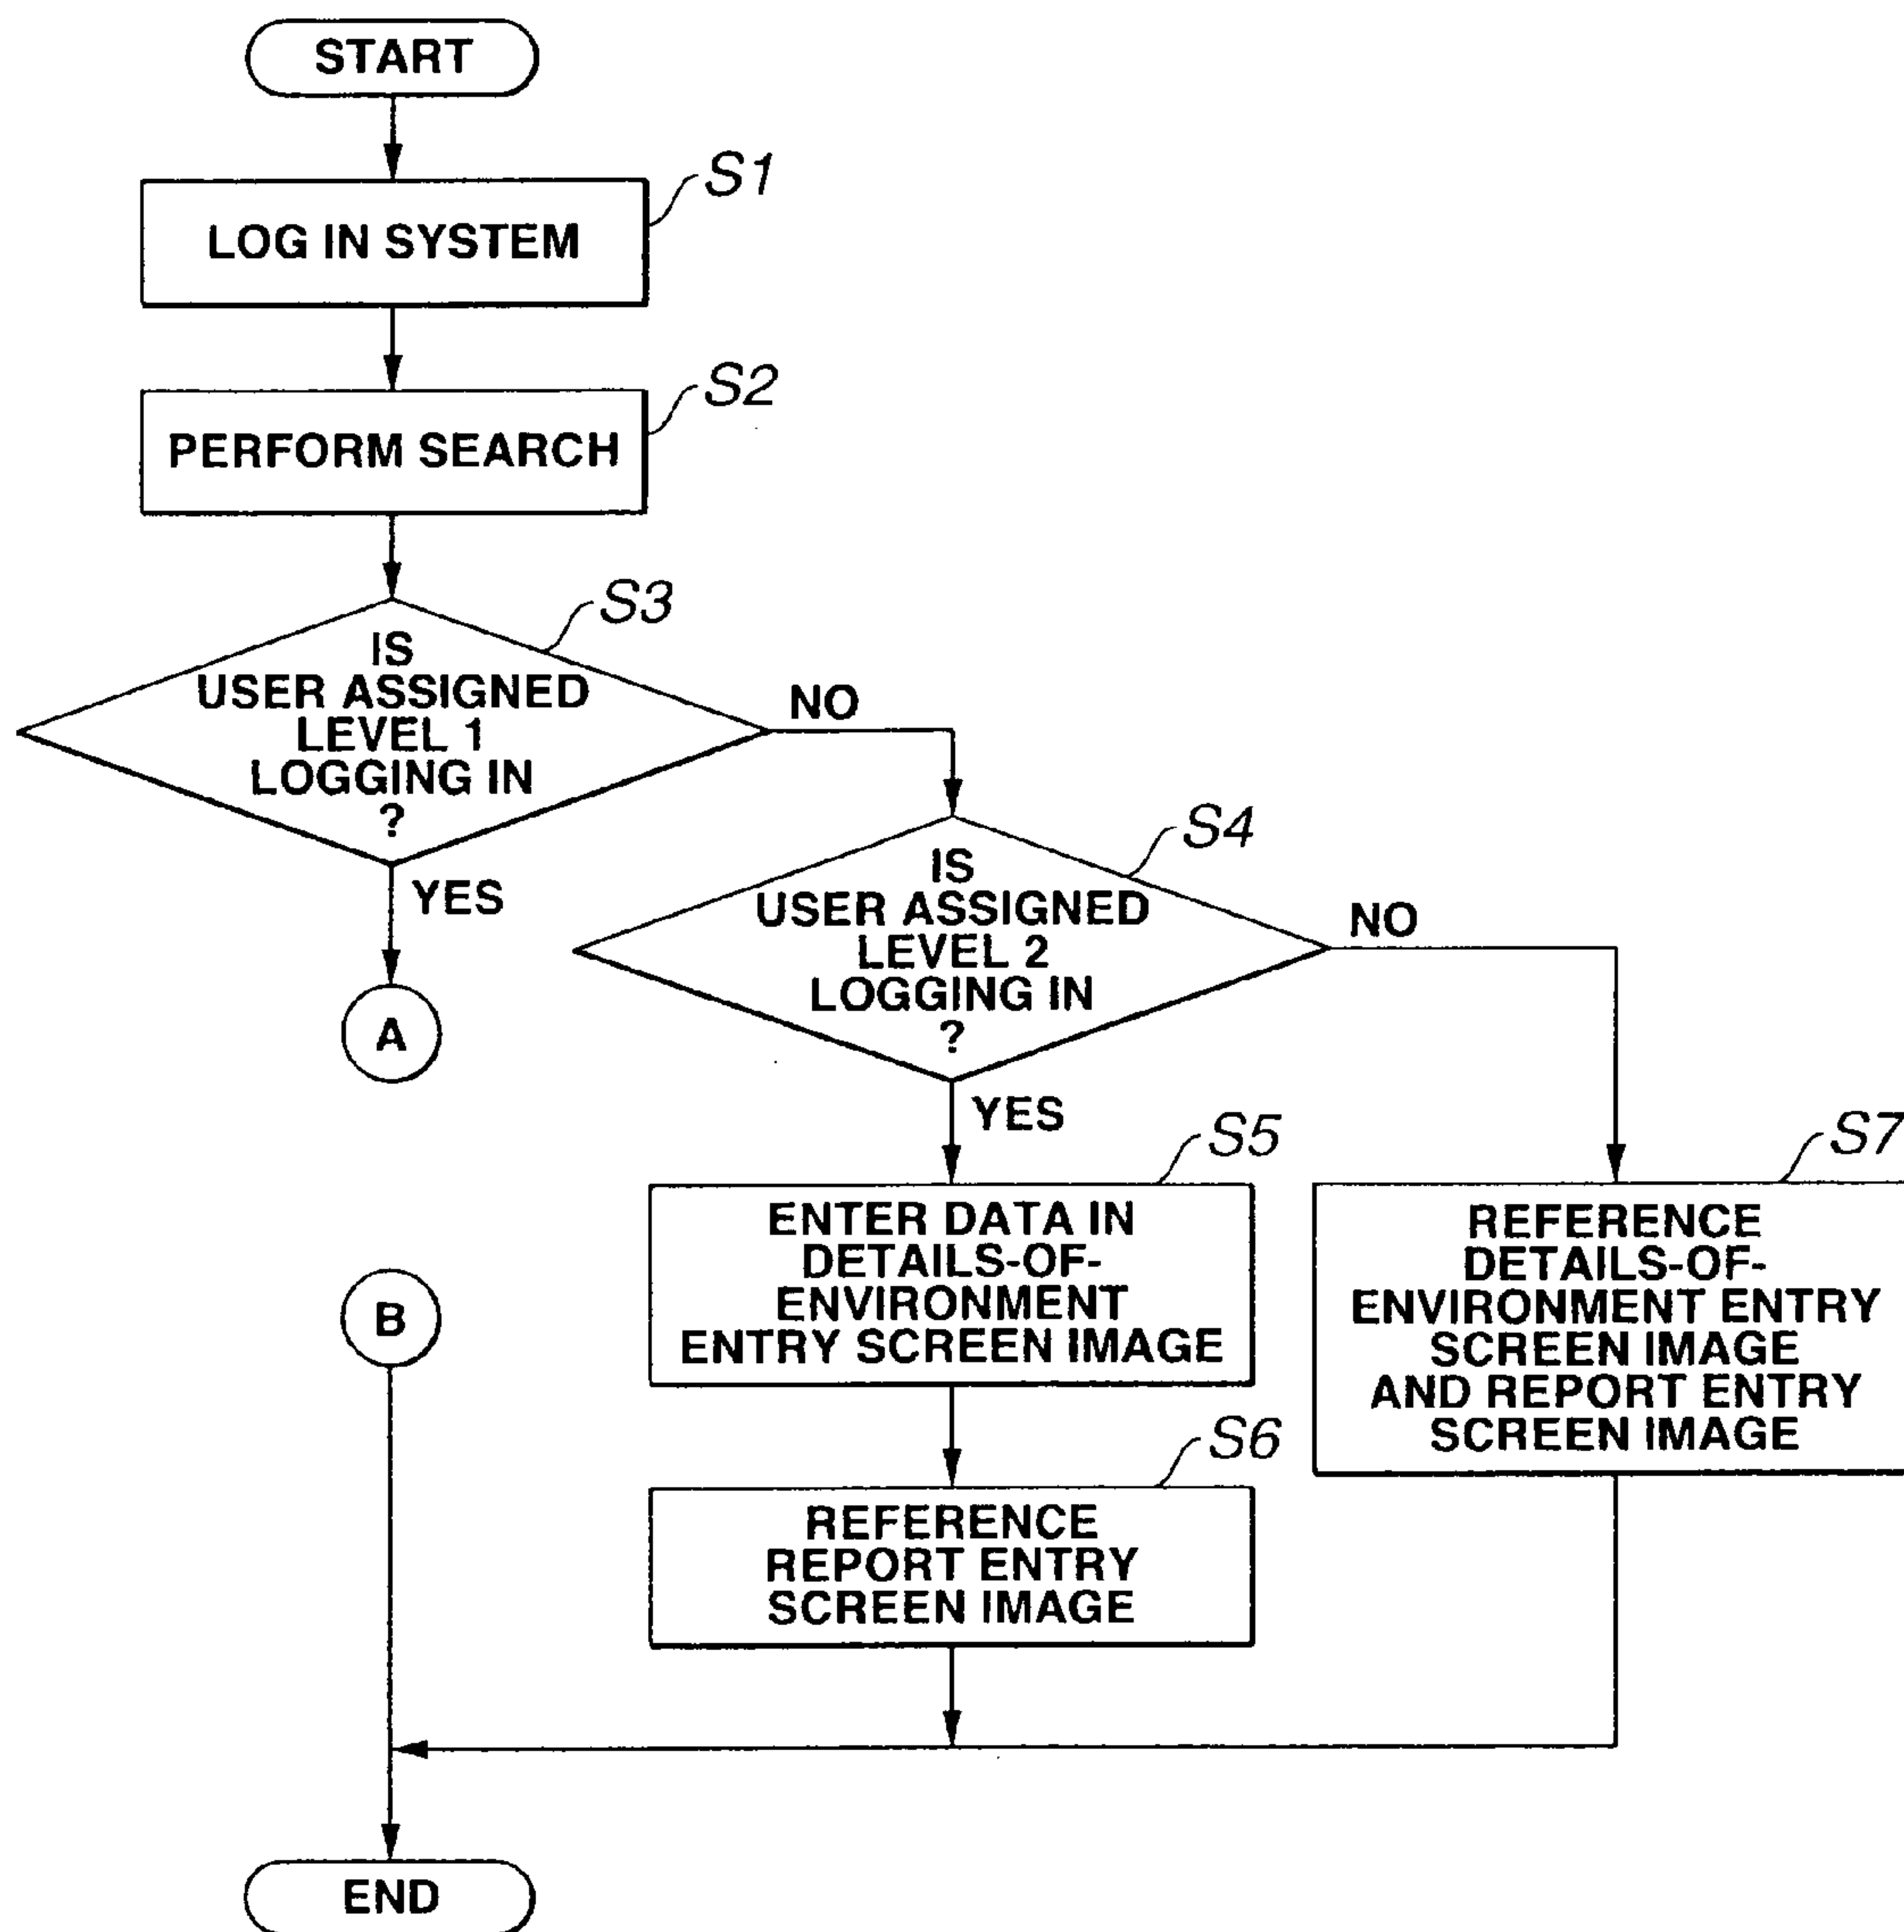 START
S1
LOG IN SYSTEM
S2
PERFORM SEARCH
S3
IS
USER ASSIGNED
LEVEL 1
LOGGING IN
?
NO
YES
A
S4
IS
USER ASSIGNED
LEVEL 2
LOGGING IN
?
NO
YES
S5
ENTER DATA IN
DETAILS-OF-
ENVIRONMENT
ENTRY SCREEN IMAGE
S7
REFERENCE
DETAILS-OF-
ENVIRONMENT ENTRY
SCREEN IMAGE
AND REPORT ENTRY
SCREEN IMAGE
B
S6
REFERENCE
REPORT ENTRY
SCREEN IMAGE
END